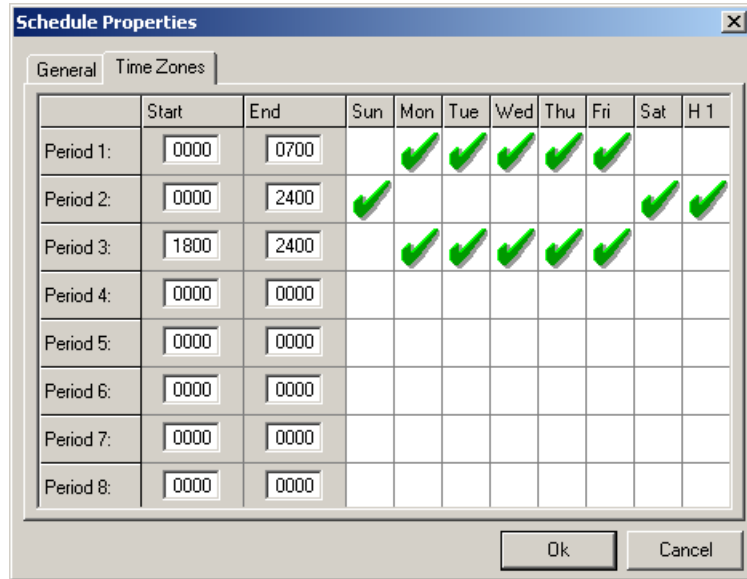 Schedule Properties
General Time Zones
Start End Sun Mon Tue Wed Thu Fri Sat H 1
Period 1: 0000 0700
Period 2: 0000 2400
Period 3: 1800 2400
Period 4: 0000 0000
Period 5: 0000 0000
Period 6: 0000 0000
Period 7: 0000 0000
Period 8: 0000 0000
Ok Cancel